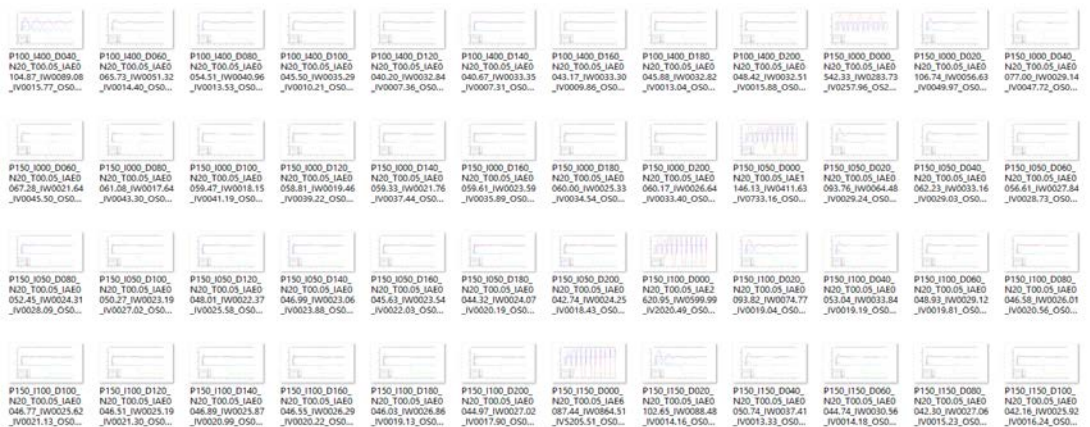 P100_I400_D040_
N20_T00.05_IAE0
104.87_IW0089.08
_IV0015.77_OS0...
P100_I400_D060_
N20_T00.05_IAE0
065.73_IW0051.32
_IV0014.40_OS0...
P100_I400_D080_
N20_T00.05_IAE0
054.51_IW0040.96
_IV0013.53_OS0...
P100_I400_D100_
N20_T00.05_IAE0
045.50_IW0035.29
_IV0010.21_OS0...
P100_I400_D120_
N20_T00.05_IAE0
040.20_IW0032.84
_IV0007.36_OS0...
P100_I400_D140_
N20_T00.05_IAE0
040.67_IW0033.35
_IV0007.31_OS0...
P100_I400_D160_
N20_T00.05_IAE0
043.17_IW0033.30
_IV0009.86_OS0...
P100_I400_D180_
N20_T00.05_IAE0
045.88_IW0032.82
_IV0013.04_OS0...
P100_I400_D200_
N20_T00.05_IAE0
048.42_IW0032.51
_IV0015.88_OS0...
P150_I000_D000_
N20_T00.05_IAE0
542.33_IW0283.73
_IV0257.96_OS2...
P150_I000_D020_
N20_T00.05_IAE0
106.74_IW0056.63
_IV0049.97_OS0...
P150_I000_D040_
N20_T00.05_IAE0
077.00_IW0029.14
_IV0047.72_OS0...
P150_I000_D060_
N20_T00.05_IAE0
067.28_IW0021.64
_IV0045.50_OS0...
P150_I000_D080_
N20_T00.05_IAE0
061.08_IW0017.64
_IV0043.30_OS0...
P150_I000_D100_
N20_T00.05_IAE0
059.47_IW0018.15
_IV0041.19_OS0...
P150_I000_D120_
N20_T00.05_IAE0
058.81_IW0019.46
_IV0039.22_OS0...
P150_I000_D140_
N20_T00.05_IAE0
059.33_IW0021.76
_IV0037.44_OS0...
P150_I000_D160_
N20_T00.05_IAE0
059.61_IW0023.59
_IV0035.89_OS0...
P150_I000_D180_
N20_T00.05_IAE0
060.00_IW0025.33
_IV0034.54_OS0...
P150_I000_D200_
N20_T00.05_IAE0
060.17_IW0026.64
_IV0033.40_OS0...
P150_I050_D000_
N20_T00.05_IAE1
146.13_IW0411.63
_IV0733.16_OS0...
P150_I050_D020_
N20_T00.05_IAE0
093.76_IW0064.48
_IV0029.24_OS0...
P150_I050_D040_
N20_T00.05_IAE0
062.23_IW0033.16
_IV0029.03_OS0...
P150_I050_D060_
N20_T00.05_IAE0
056.61_IW0027.84
_IV0028.73_OS0...
P150_I050_D080_
N20_T00.05_IAE0
052.45_IW0024.31
_IV0028.09_OS0...
P150_I050_D100_
N20_T00.05_IAE0
050.27_IW0023.19
_IV0027.02_OS0...
P150_I050_D120_
N20_T00.05_IAE0
048.01_IW0022.37
_IV0025.58_OS0...
P150_I050_D140_
N20_T00.05_IAE0
046.99_IW0023.06
_IV0023.88_OS0...
P150_I050_D160_
N20_T00.05_IAE0
045.63_IW0023.54
_IV0022.03_OS0...
P150_I050_D180_
N20_T00.05_IAE0
044.32_IW0024.07
_IV0020.19_OS0...
P150_I050_D200_
N20_T00.05_IAE0
042.74_IW0024.25
_IV0018.43_OS0...
P150_I100_D000_
N20_T00.05_IAE2
620.95_IW0599.99
_IV2020.49_OS0...
P150_I100_D020_
N20_T00.05_IAE0
093.82_IW0074.77
_IV0019.04_OS0...
P150_I100_D040_
N20_T00.05_IAE0
053.04_IW0033.84
_IV0019.19_OS0...
P150_I100_D060_
N20_T00.05_IAE0
048.93_IW0029.12
_IV0019.81_OS0...
P150_I100_D080_
N20_T00.05_IAE0
046.58_IW0026.01
_IV0020.56_OS0...
P150_I100_D100_
N20_T00.05_IAE0
046.77_IW0025.62
_IV0021.13_OS0...
P150_I100_D120_
N20_T00.05_IAE0
046.51_IW0025.19
_IV0021.30_OS0...
P150_I100_D140_
N20_T00.05_IAE0
046.89_IW0025.87
_IV0020.99_OS0...
P150_I100_D160_
N20_T00.05_IAE0
046.55_IW0026.29
_IV0020.22_OS0...
P150_I100_D180_
N20_T00.05_IAE0
046.03_IW0026.86
_IV0019.13_OS0...
P150_I100_D200_
N20_T00.05_IAE0
044.97_IW0027.02
_IV0017.90_OS0...
P150_I150_D000_
N20_T00.05_IAE6
087.44_IW0864.51
_IV5205.51_OS0...
P150_I150_D020_
N20_T00.05_IAE0
102.65_IW0088.48
_IV0014.16_OS0...
P150_I150_D040_
N20_T00.05_IAE0
050.74_IW0037.41
_IV0013.33_OS0...
P150_I150_D060_
N20_T00.05_IAE0
044.74_IW0030.56
_IV0014.18_OS0...
P150_I150_D080_
N20_T00.05_IAE0
042.30_IW0027.06
_IV0015.23_OS0...
P150_I150_D100_
N20_T00.05_IAE0
042.16_IW0025.92
_IV0016.24_OS0...